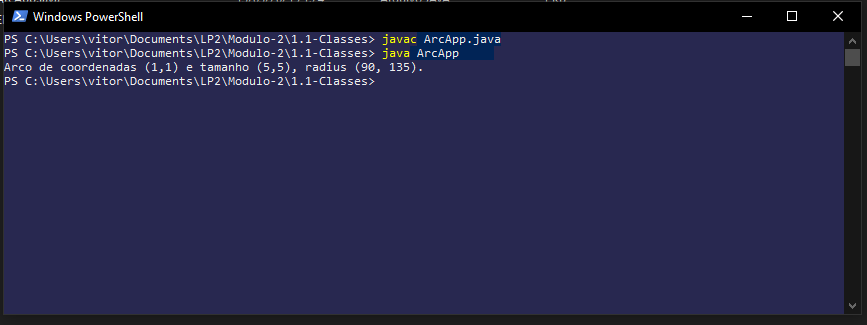 Windows PowerShell
PS C:\Users\vitor\Documents\LP2\Modulo-2\1.1-Classes> javac ArcApp.java
PS C:\Users\vitor\Documents\LP2\Modulo-2\1.1-Classes> java ArcApp
Arco de coordenadas (1,1) e tamanho (5,5), radius (90, 135).
PS C:\Users\vitor\Documents\LP2\Modulo-2\1.1-Classes>